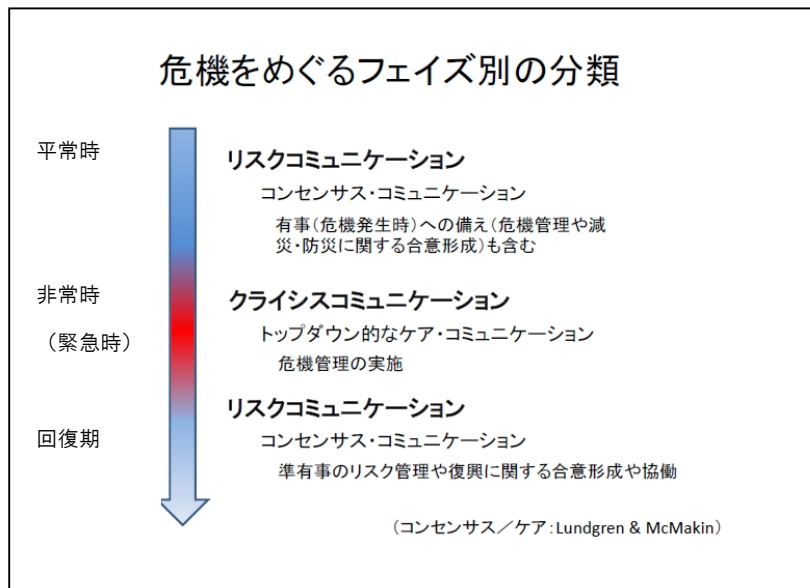 危機をめぐるフェイズ別の分類
平常時
リスクコミュニケーション
コンセンサス・コミュニケーション
有事(危機発生時)への備え(危機管理や減
災・防災に関する合意形成)も含む
非常時
(緊急時)
クライシスコミュニケーション
トップダウン的なケア・コミュニケーション
危機管理の実施
回復期
リスクコミュニケーション
コンセンサス・コミュニケーション
準有事のリスク管理や復興に関する合意形成や協働
(コンセンサス/ケア:Lundgren & McMakin)